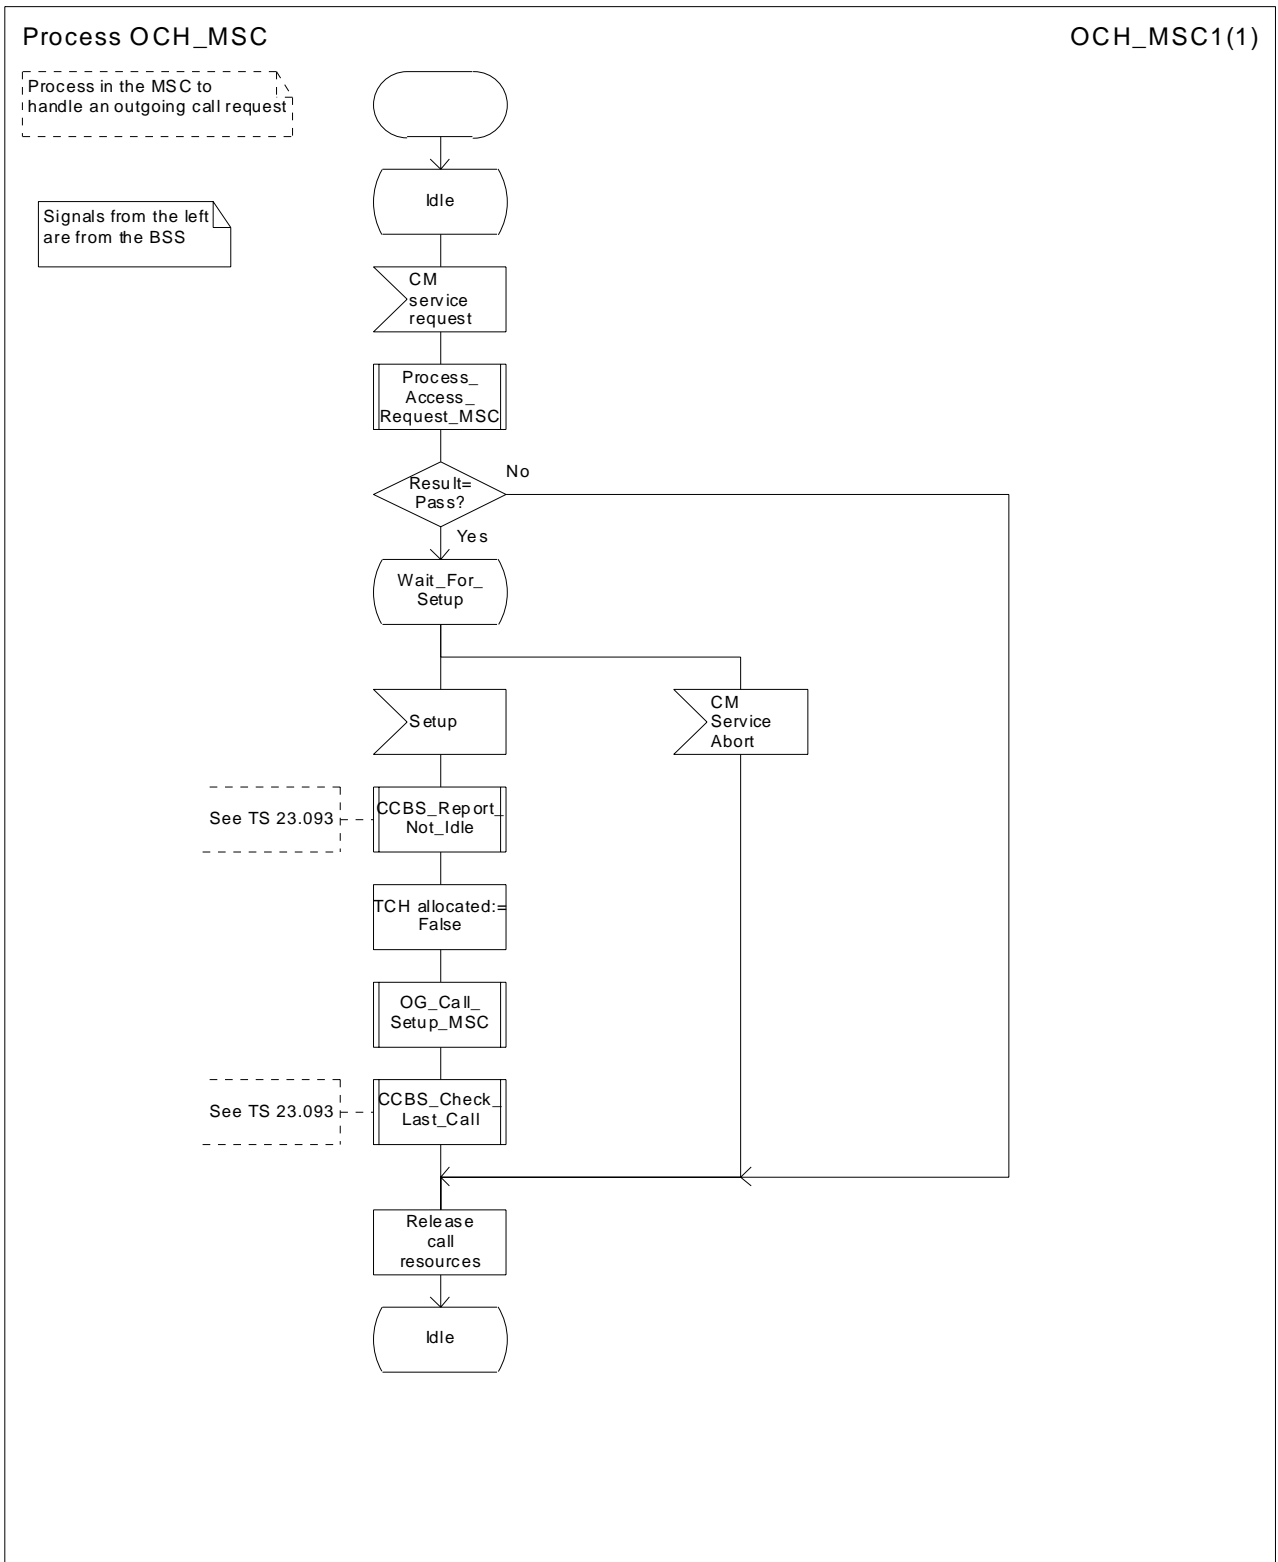 Process OCH_MSC
OCH_MSC1(1)
Process in the MSC to
handle an outgoing call request
Signals from the left
are from the BSS
Idle
CM
service
request
Process_
Access_
Request_MSC
Result=
Pass?
No
Yes
Wait_For_
Setup
Setup
CM
Service
Abort
See TS 23.093
CCBS_Report_
Not_Idle
TCH allocated:=
False
OG_Call_
Setup_MSC
See TS 23.093
CCBS_Check_
Last_Call
Release
call
resources
Idle